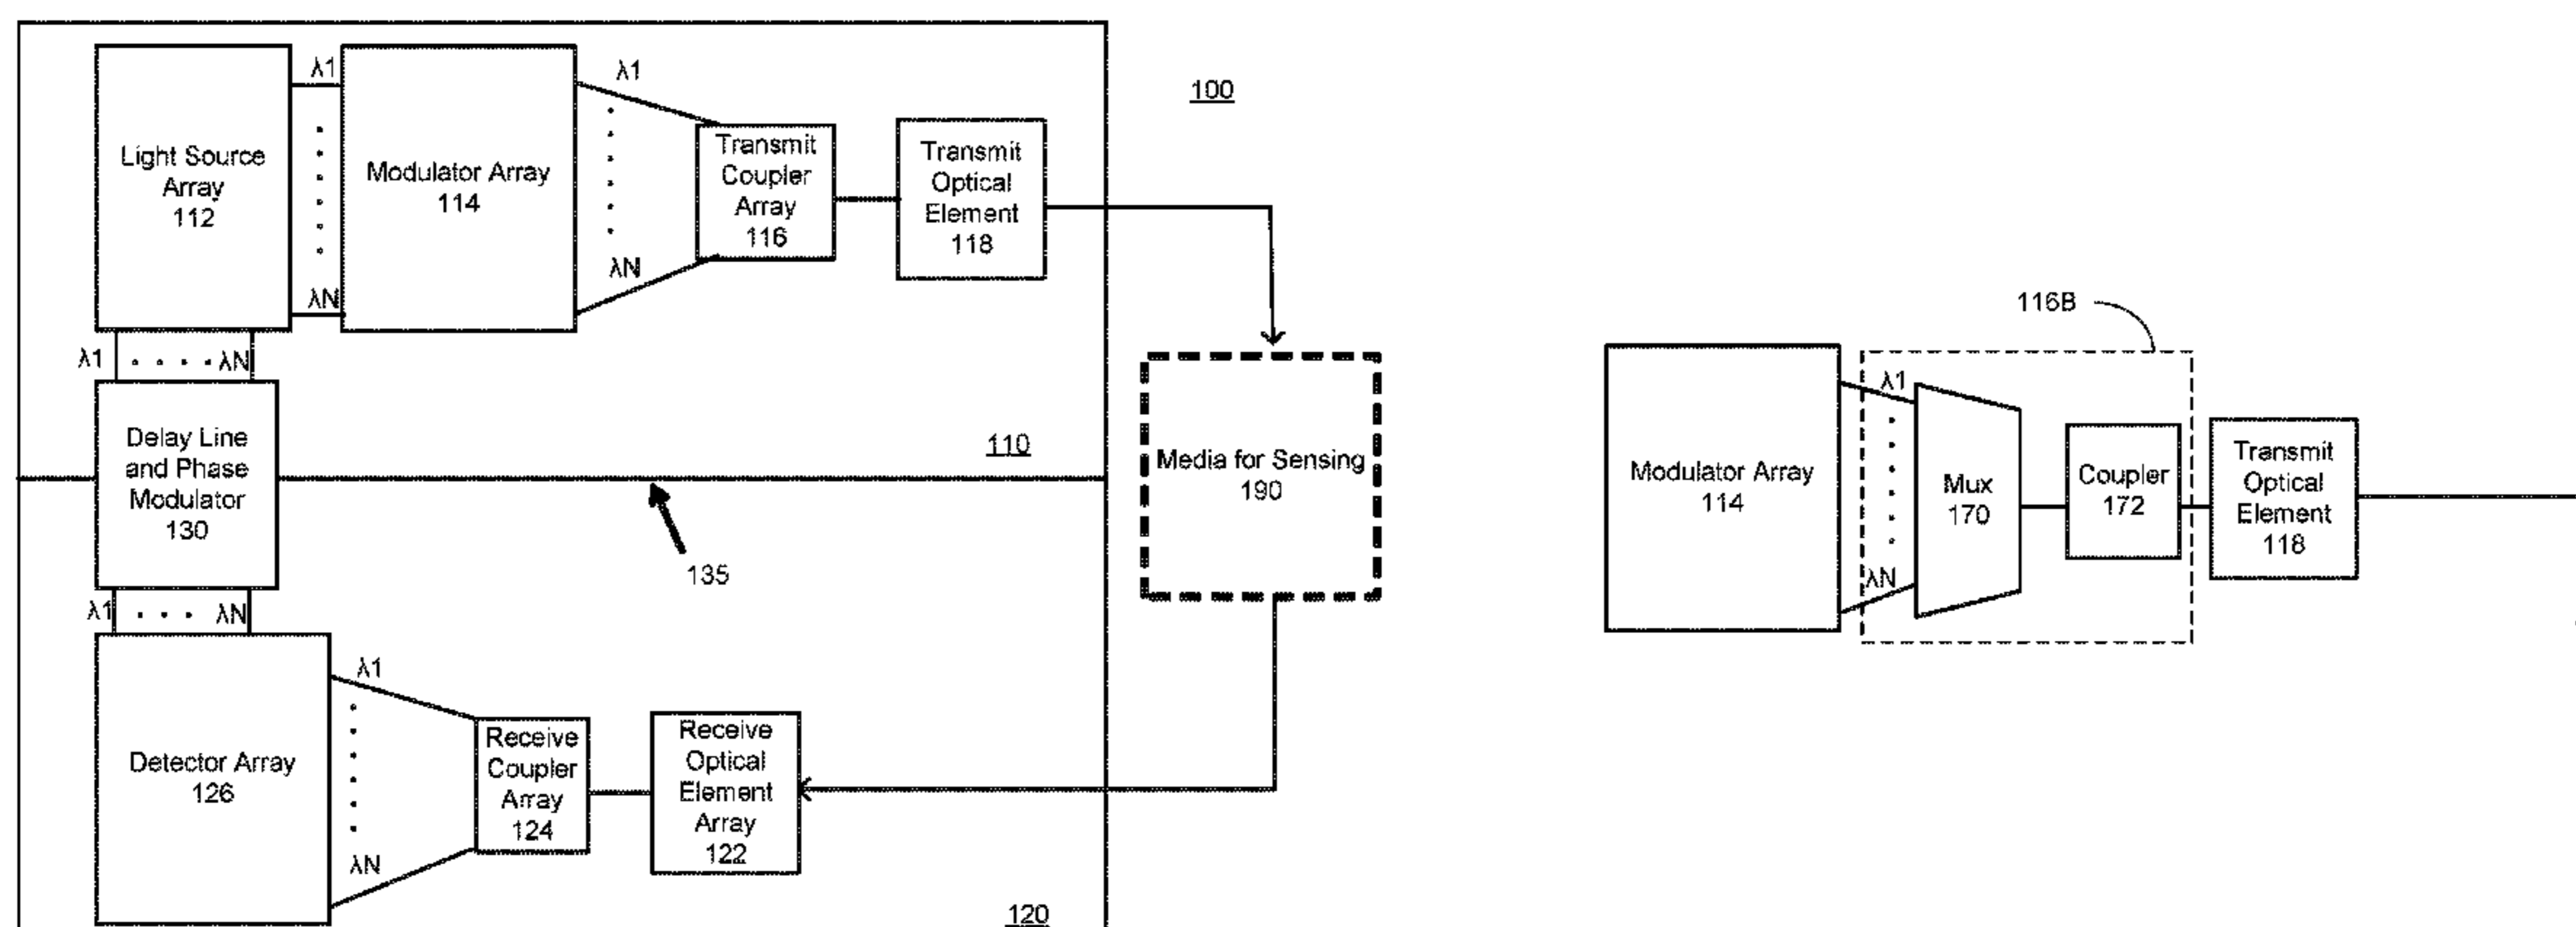 λ1
λ1
100
Light Source
Array
112
Modulator Array
114
Transmit
Coupler
Array
116
Transmit
Optical
Element
118
λN
λN
λ1
λN
Delay Line
and Phase
Modulator
130
110
135
Media for Sensing
190
λ1
λN
Detector Array
126
λ1
λN
Receive
Coupler
Array
124
Receive
Optical
Element
Array
122
120
116B
Modulator Array
114
λ1
λN
Mux
170
Coupler
172
Transmit
Optical
Element
118